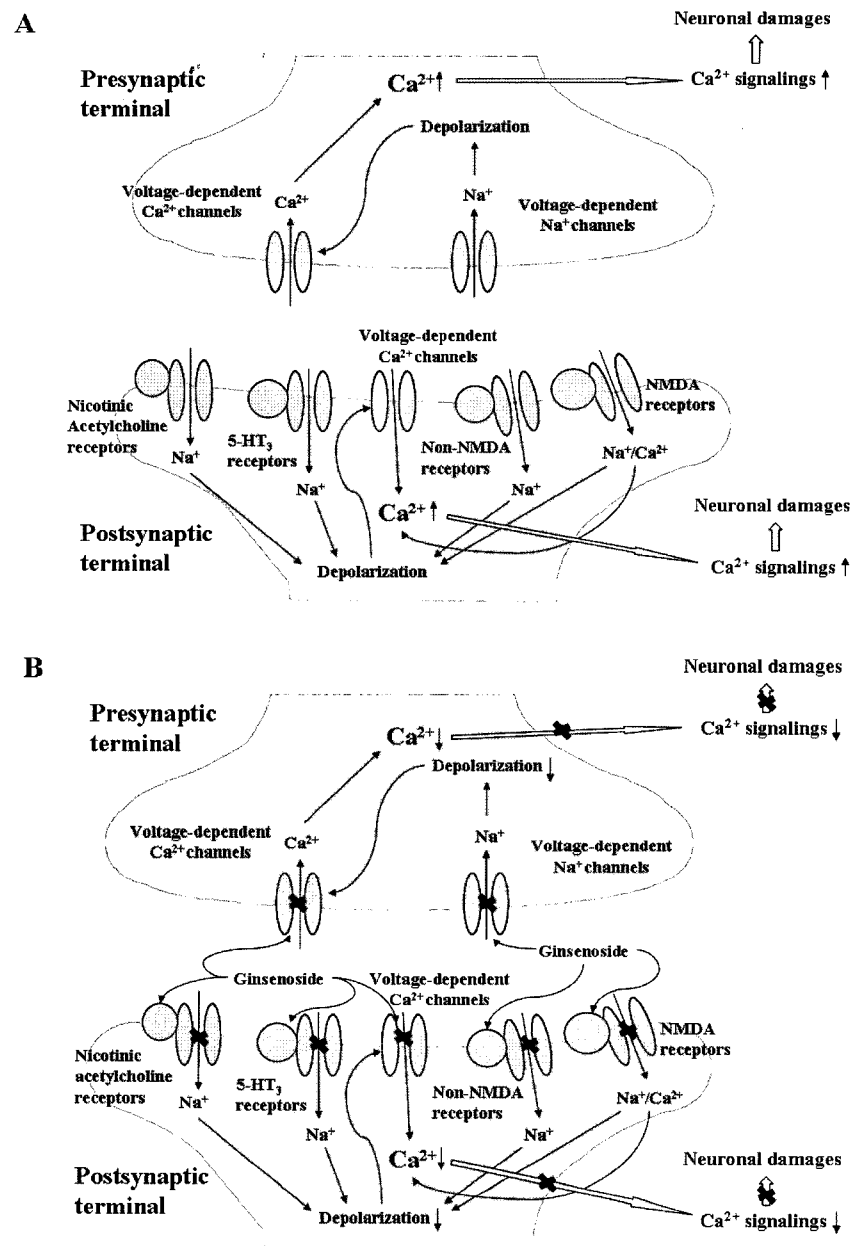 A
Neuronal damages
Presynaptic
terminal
Ca²⁺↑
Ca²⁺ signalings ↑
Depolarization
Voltage-dependent
Ca²⁺ channels
Ca²⁺
Na⁺
Voltage-dependent
Na⁺ channels
Voltage-dependent
Ca²⁺ channels
NMDA
receptors
Nicotinic
Acetylcholine
receptors
5-HT₃
receptors
Non-NMDA
receptors
Na⁺
Na⁺/Ca²⁺
Na⁺
Na⁺
Ca²⁺ ↑
Neuronal damages
Postsynaptic
terminal
Depolarization
Ca²⁺ signalings ↑
B
Neuronal damages
Presynaptic
terminal
Ca²⁺↓
Ca²⁺ signalings ↓
Depolarization ↓
Voltage-dependent
Ca²⁺ channels
Ca²⁺
Na⁺
Voltage-dependent
Na⁺ channels
Ginsenoside
Ginsenoside
Voltage-dependent
Ca²⁺ channels
NMDA
receptors
Nicotinic
acetylcholine
receptors
5-HT₃
receptors
Non-NMDA
receptors
Na⁺
Na⁺/Ca²⁺
Na⁺
Na⁺
Ca²⁺↓
Neuronal damages
Postsynaptic
terminal
Depolarization ↓
Ca²⁺ signalings ↓